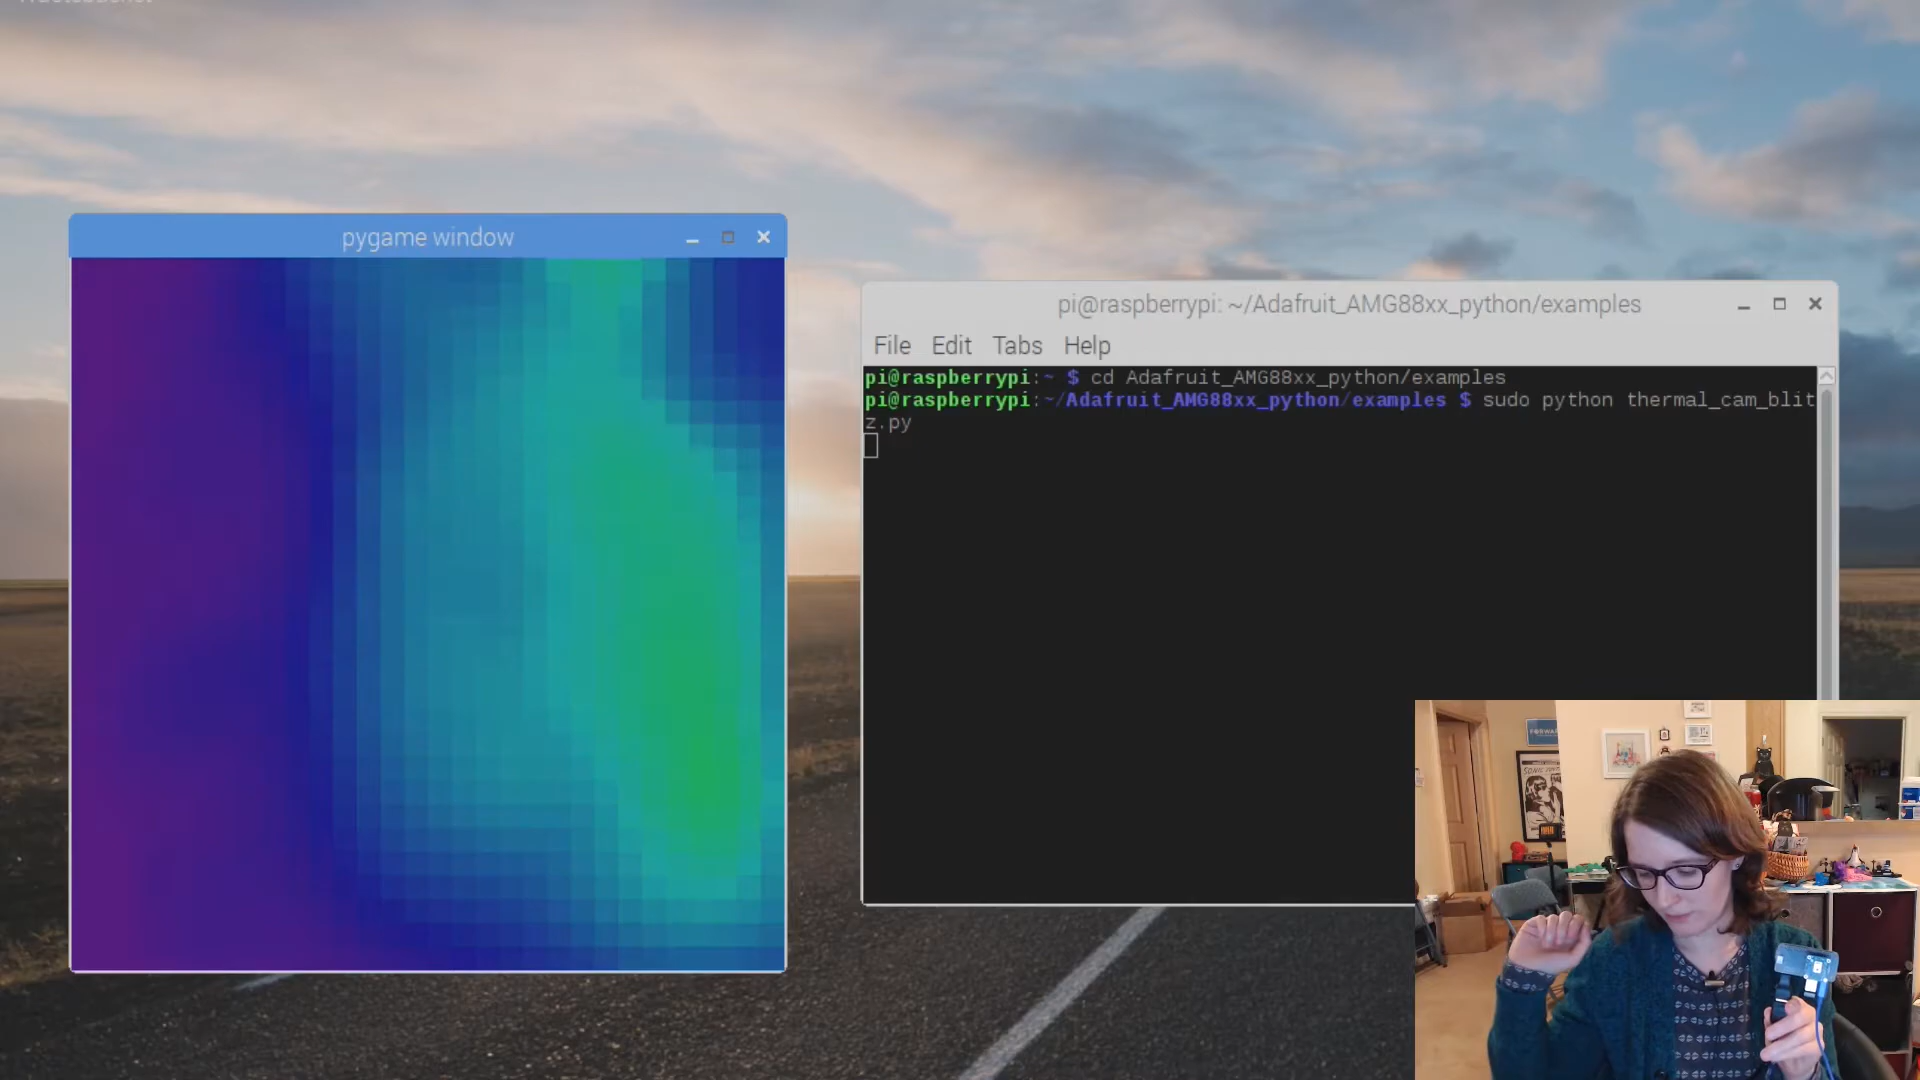 pygame window
pi@raspberrypi: ~/Adafruit_AMG88xx_python/examples
File Edit Tabs Help
pi@raspberrypi:~ $ cd Adafruit_AMG88xx_python/examples
pi@raspberrypi:~/Adafruit_AMG88xx_python/examples $ sudo python thermal_cam_blit
z.py